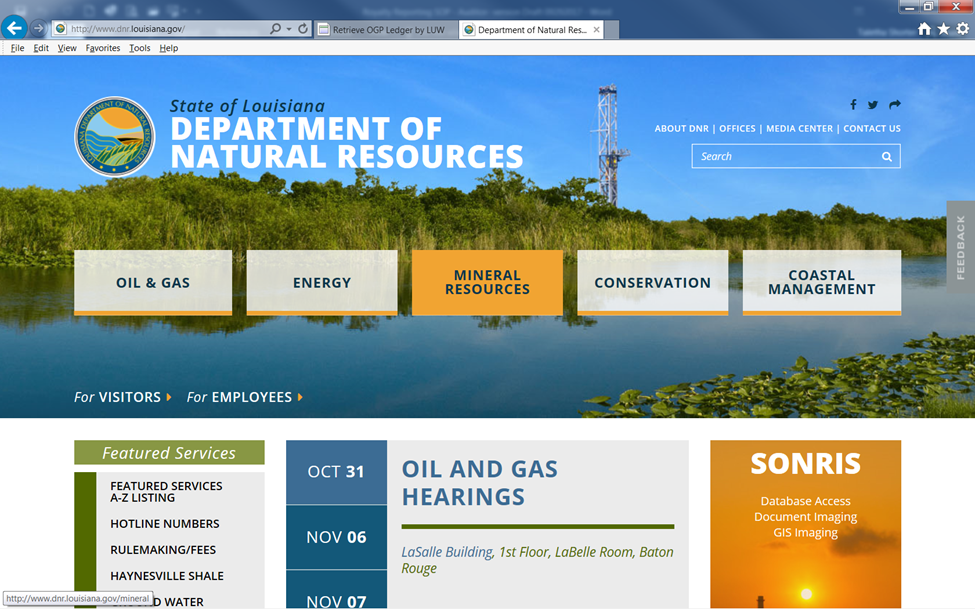 http://www.dnr.louisiana.gov/
Retrieve OGP Ledger by LUW
Department of Natural Res...
File Edit View Favorites Tools Help
State of Louisiana
DEPARTMENT OF
NATURAL RESOURCES
ABOUT DNR | OFFICES | MEDIA CENTER | CONTACT US
Search
FEEDBACK
OIL & GAS
ENERGY
MINERAL
RESOURCES
CONSERVATION
COASTAL
MANAGEMENT
For VISITORS
For EMPLOYEES
Featured Services
FEATURED SERVICES
A-Z LISTING
HOTLINE NUMBERS
RULEMAKING/FEES
HAYNESVILLE SHALE
WATER
OCT 31
NOV 06
NOV 07
OIL AND GAS
HEARINGS
LaSalle Building, 1st Floor, LaBelle Room, Baton
Rouge
SONRIS
Database Access
Document Imaging
GIS Imaging
http://www.dnr.louisiana.gov/mineral